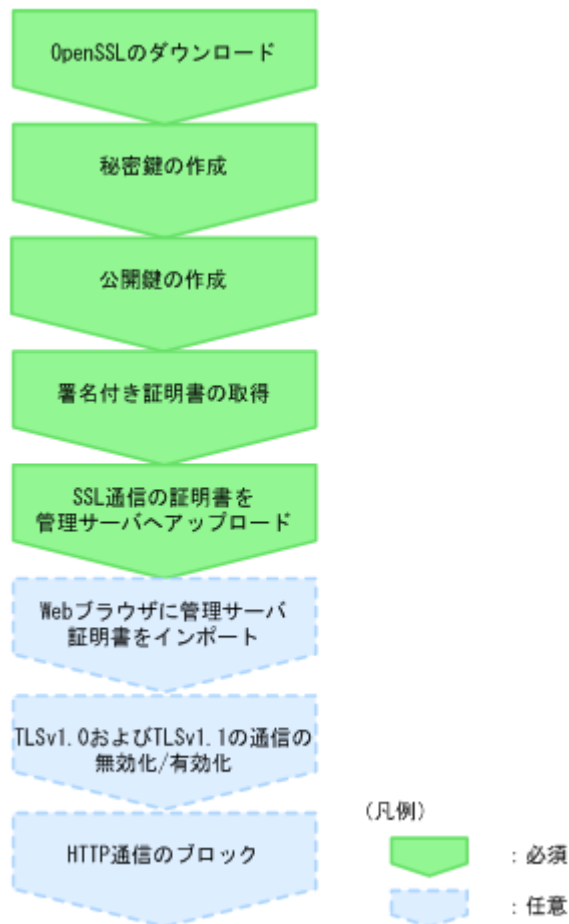 OpenSSLのダウンロード
秘密鍵の作成
公開鍵の作成
署名付き証明書の取得
SSL通信の証明書を
管理サーバへアップロード
Webブラウザに管理サーバ
証明書をインポート
TLSv1.0およびTLSv1.1の通信の
無効化/有効化
HTTP通信のブロック
(凡例)
：必須
：任意